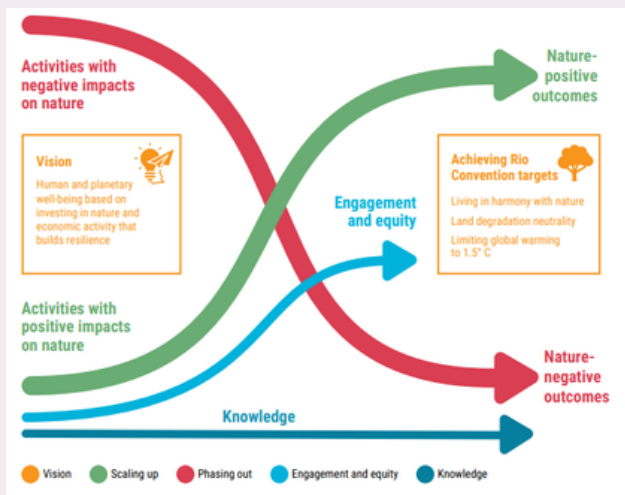 Activities with
negative impacts
on nature
Nature-
positive
outcomes
Vision
Human and planetary
well-being based on
investing in nature and
economic activity that
builds resilience
Achieving Rio
Convention targets
Living in harmony with nature
Land degradation neutrality
Limiting global warming
to 1.5° C
Engagement
and equity
Activities with
positive impacts
on nature
Nature-
negative
outcomes
Knowledge
Vision
Scaling up
Phasing out
Engagement and equity
Knowledge